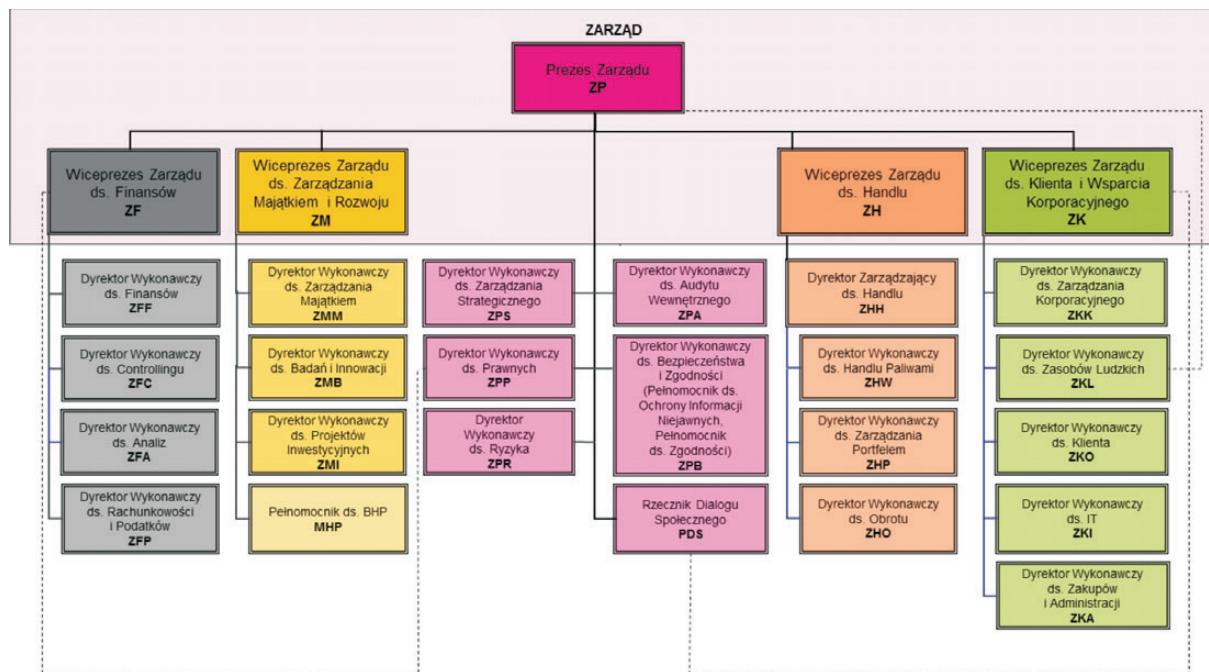 ZARZĄD
Prezes Zarządu
ZP
Wiceprezes Zarządu
ds. Finansów
ZF
Wiceprezes Zarządu
ds. Zarządzania
Majątkiem i Rozwoju
ZM
Wiceprezes Zarządu
ds. Handlu
ZH
Wiceprezes Zarządu
ds. Klienta i Wsparcia
Korporacyjnego
ZK
Dyrektor Wykonawczy
ds. Finansów
ZFF
Dyrektor Wykonawczy
ds. Controllingu
ZFC
Dyrektor Wykonawczy
ds. Analiz
ZFA
Dyrektor Wykonawczy
ds. Rachunkowości
i Podatków
ZFP
Dyrektor Wykonawczy
ds. Zarządzania
Majątkiem
ZMM
Dyrektor Wykonawczy
ds. Badań i Innowacji
ZMB
Dyrektor Wykonawczy
ds. Projektów
Inwestycyjnych
ZMI
Pełnomocnik ds. BHP
MHP
Dyrektor Wykonawczy
ds. Zarządzania
Strategicznego
ZPS
Dyrektor Wykonawczy
ds. Prawnych
ZPP
Dyrektor
Wykonawczy
ds. Ryzyka
ZPR
Dyrektor Wykonawczy
ds. Audytu
Wewnętrznego
ZPA
Dyrektor Wykonawczy
ds. Bezpieczeństwa
i Zgodności
(Pełnomocnik ds.
Ochrony Informacji
Niejawnych,
Pełnomocnik
ds. Zgodności)
ZPB
Rzecznik Dialogu
Społecznego
PDS
Dyrektor Zarządzający
ds. Handlu
ZHH
Dyrektor Wykonawczy
ds. Handlu Paliwami
ZHW
Dyrektor Wykonawczy
ds. Zarządzania
Portfelem
ZHP
Dyrektor Wykonawczy
ds. Obrotu
ZHO
Dyrektor Wykonawczy
ds. Zarządzania
Korporacyjnego
ZKK
Dyrektor Wykonawczy
ds. Zasobów Ludzkich
ZKL
Dyrektor Wykonawczy
ds. Klienta
ZKO
Dyrektor Wykonawczy
ds. IT
ZKI
Dyrektor Wykonawczy
ds. Zakupów
i Administracji
ZKA